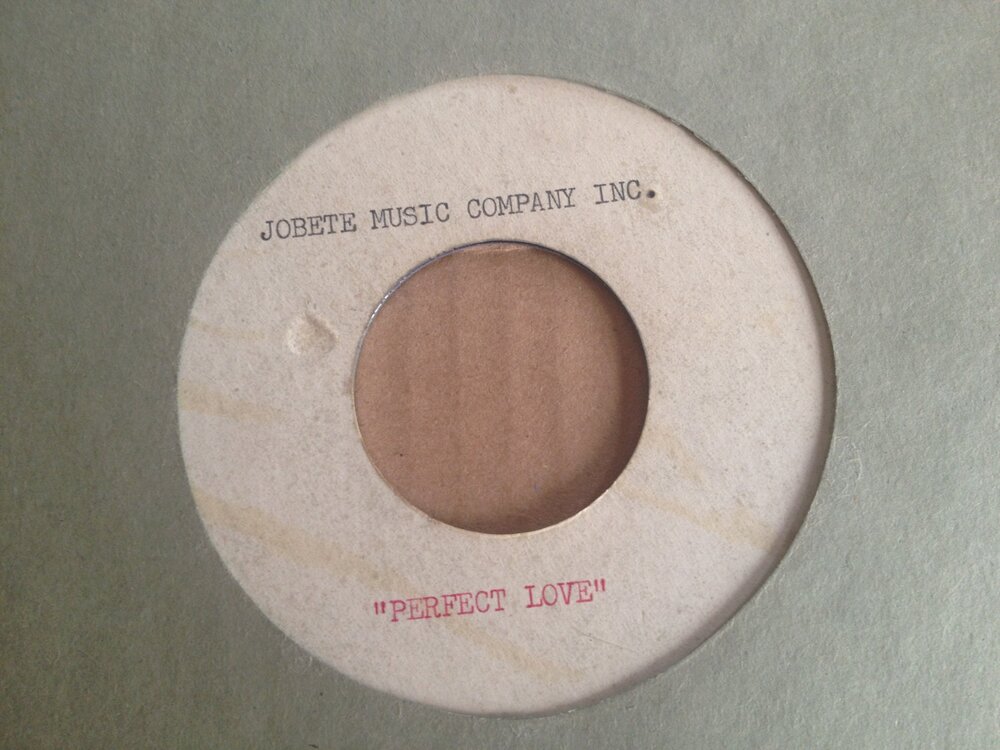 JOBETE MUSIC COMPANY INC.
"PERFECT LOVE"